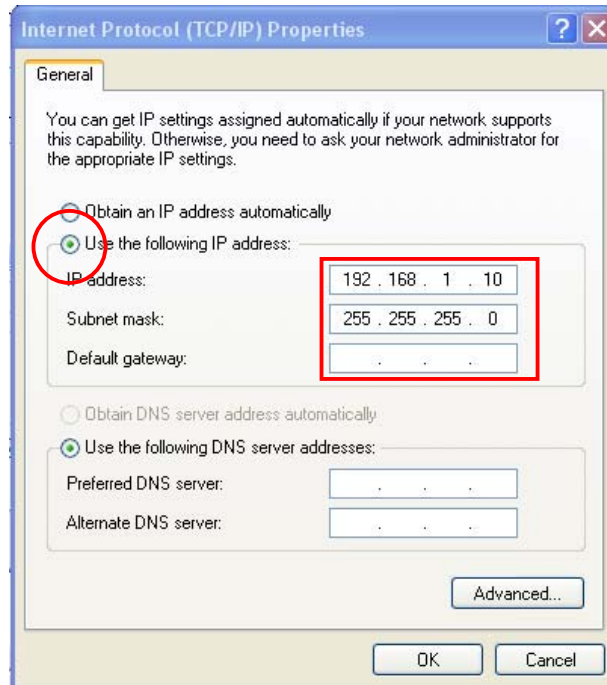 Internet Protocol (TCP/IP) Properties
General
You can get IP settings assigned automatically if your network supports
this capability. Otherwise, you need to ask your network administrator for
the appropriate IP settings.
Obtain an IP address automatically
Use the following IP address:
IP address: 192 . 168 . 1 . 10
Subnet mask: 255 . 255 . 255 . 0
Default gateway: . . .
Obtain DNS server address automatically
Use the following DNS server addresses:
Preferred DNS server: . . .
Alternate DNS server: . . .
Advanced...
OK Cancel